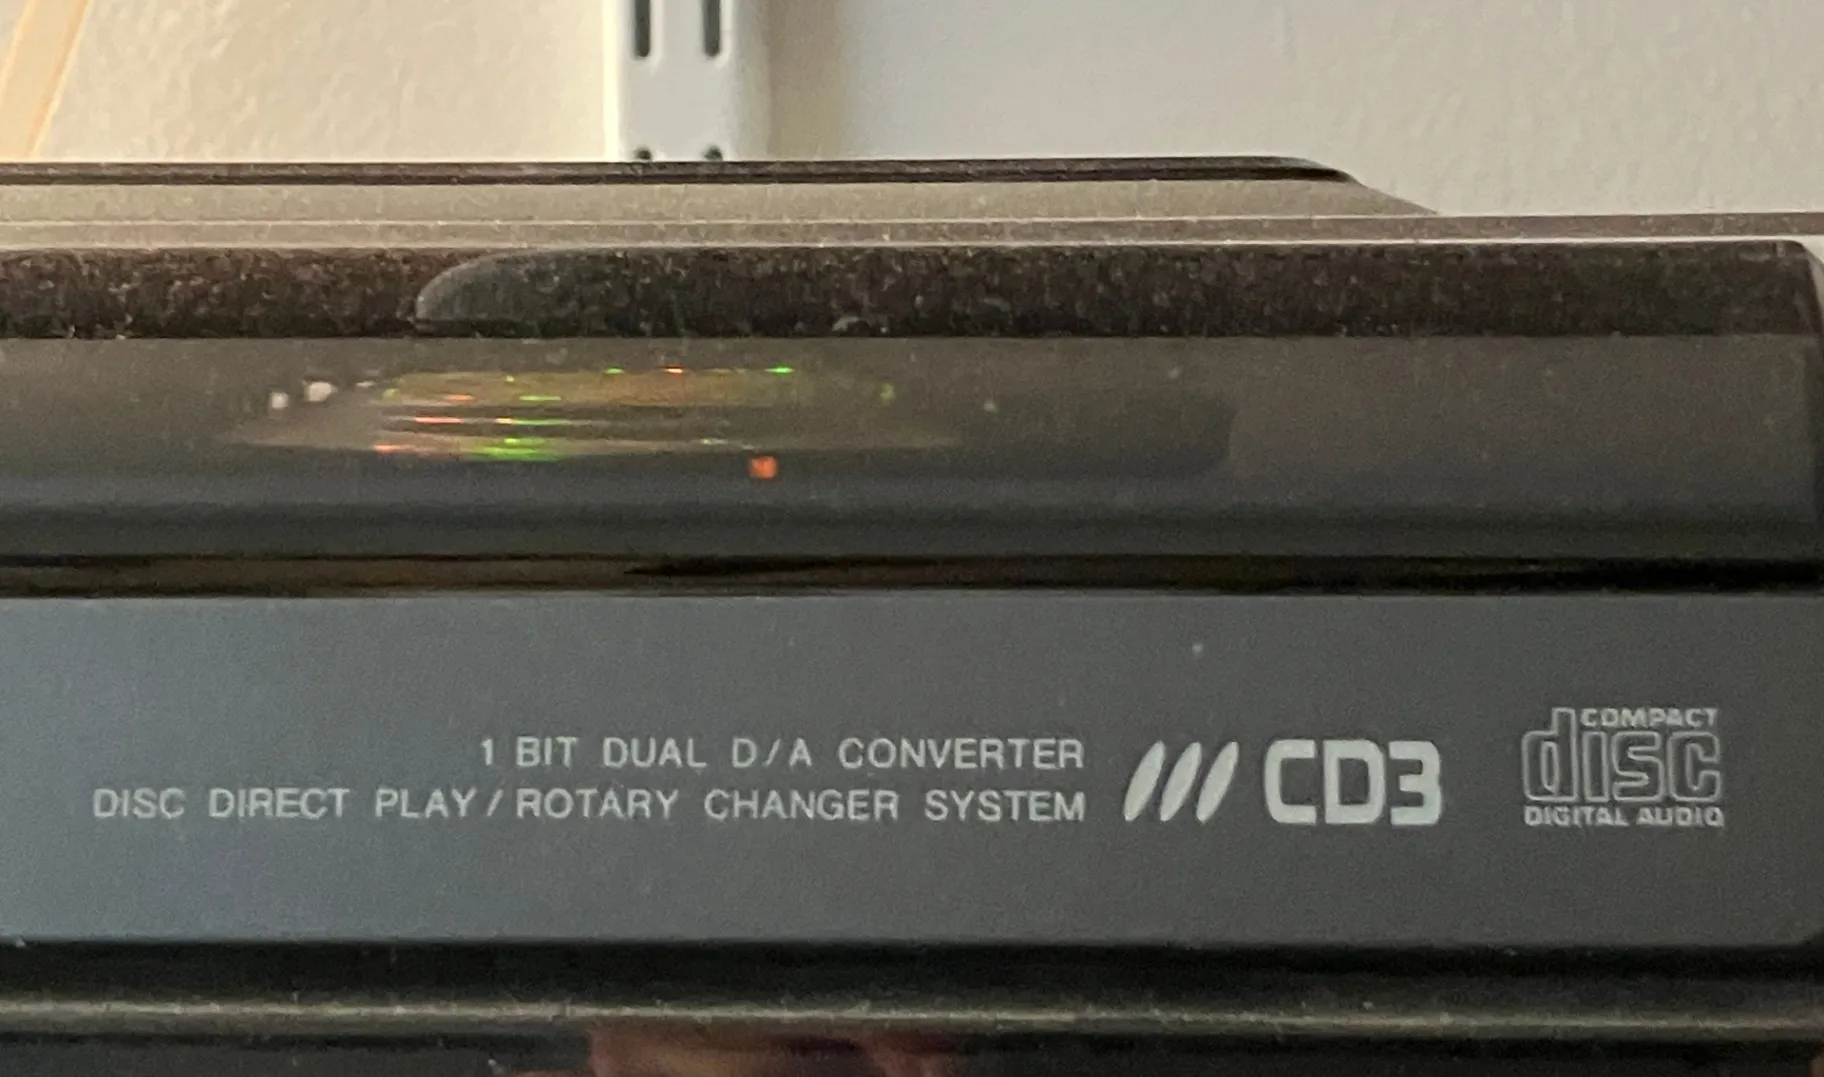 1 BIT DUAL D/A CONVERTER
DISC DIRECT PLAY/ROTARY CHANGER SYSTEM
CD3
COMPACT
disc
DIGITAL AUDIO